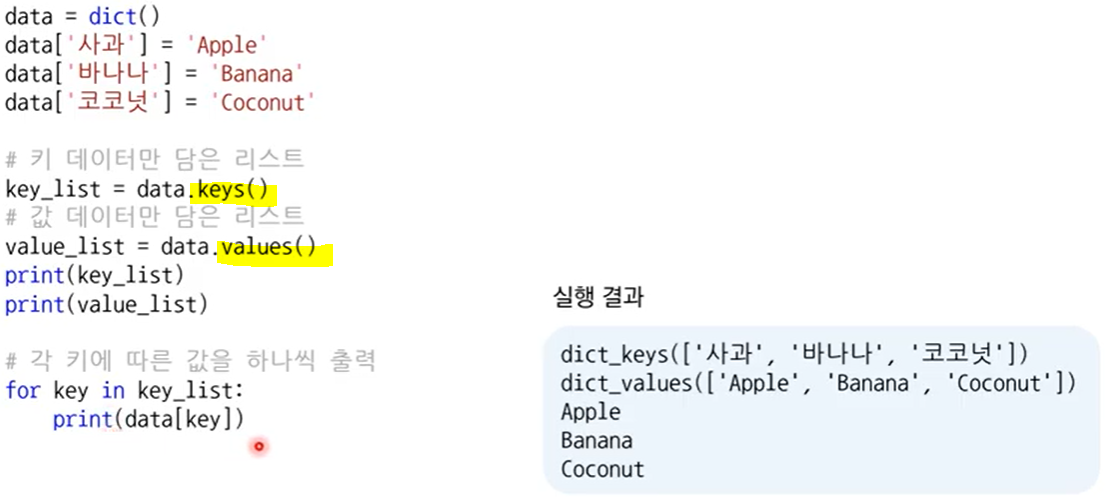 data = dict()
data['사과'] = 'Apple'
data['바나나'] = 'Banana'
data['코코넛'] = 'Coconut'
# 키 데이터만 담은 리스트
key_list = data.keys()
# 값 데이터만 담은 리스트
value_list = data.values()
print(key_list)
print(value_list)
# 각 키에 따른 값을 하나씩 출력
for key in key_list:
    print(data[key])
실행 결과
dict_keys(['사과', '바나나', '코코넛'])
dict_values(['Apple', 'Banana', 'Coconut'])
Apple
Banana
Coconut